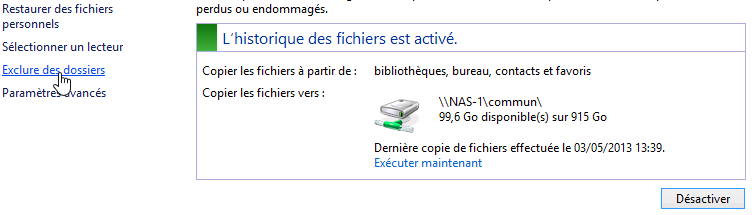 Restaurer des fichiers
personnels
Sélectionner un lecteur
Exclure des dossiers
Paramètres avancés
perdus ou endommagés.
L'historique des fichiers est activé.
Copier les fichiers à partir de : bibliothèques, bureau, contacts et favoris
Copier les fichiers vers : \\NAS-1\commun\
99,6 Go disponible(s) sur 915 Go
Dernière copie de fichiers effectuée le 03/05/2013 13:39.
Exécuter maintenant
Désactiver